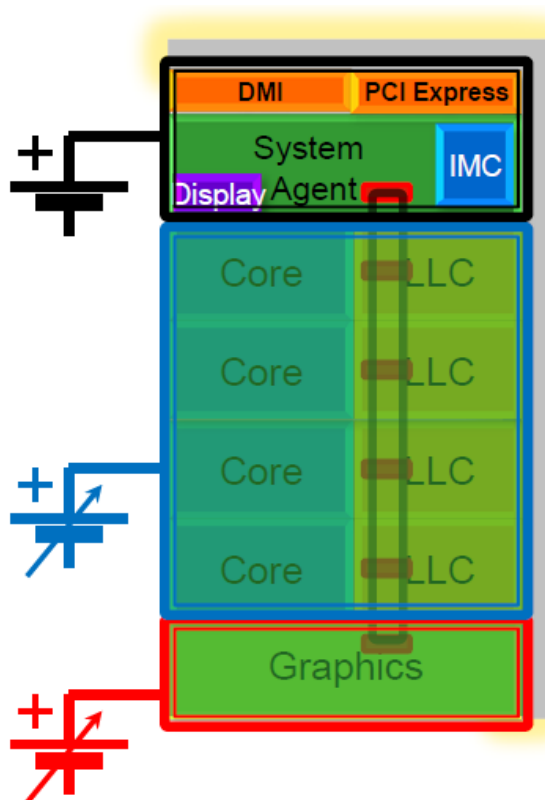 DMI PCI Express
System
Agent
IMC
Display
Core LLC
Core LLC
Core LLC
Core LLC
Graphics
+
+
+